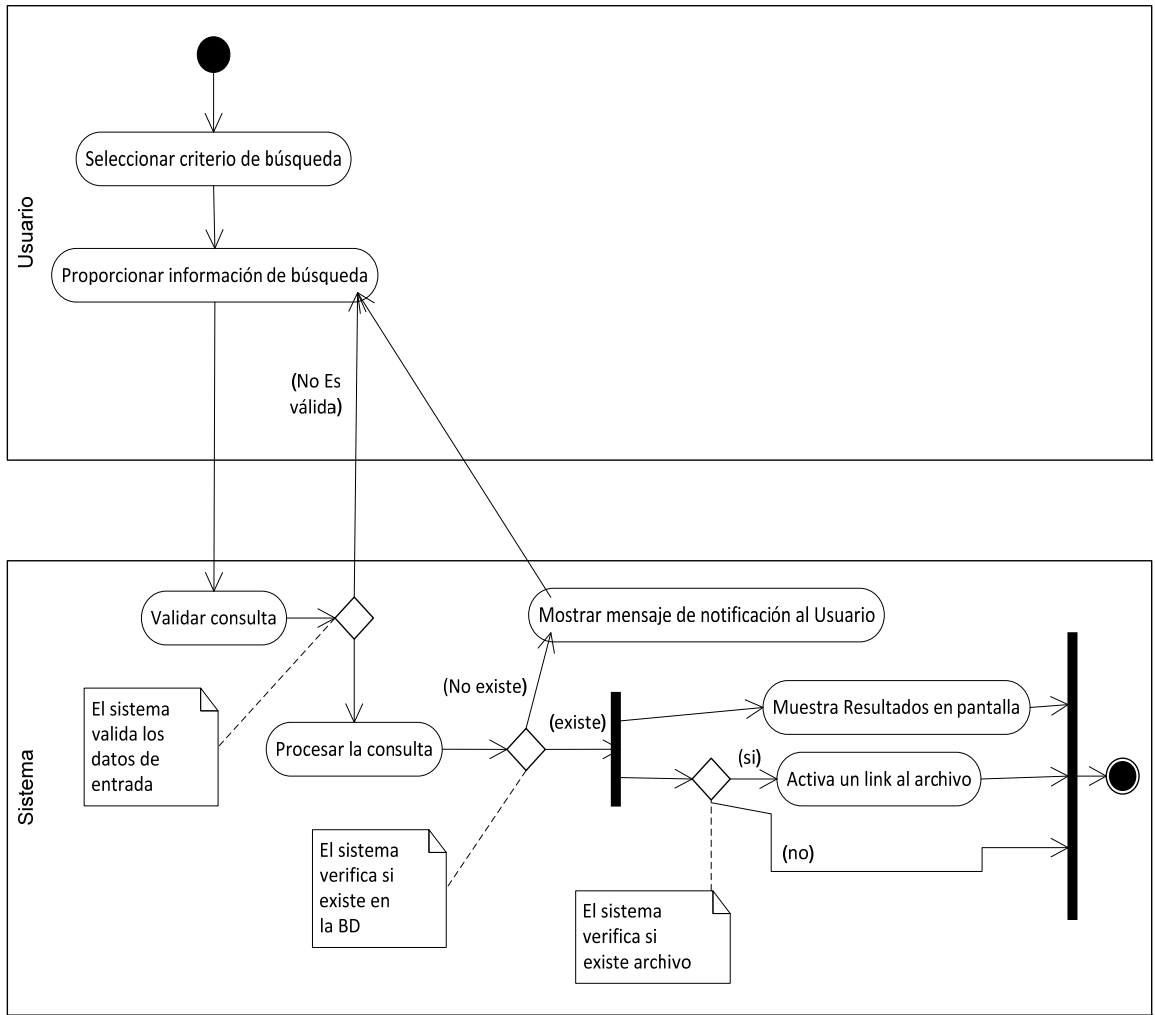 Usuario
Seleccionar criterio de búsqueda
Proporcionar información de búsqueda
(No Es
válida)
Sistema
Validar consulta
Mostrar mensaje de notificación al Usuario
El sistema
valida los
datos de
entrada
(No existe)
Procesar la consulta
(existe)
Muestra Resultados en pantalla
(si)
Activa un link al archivo
(no)
El sistema
verifica si
existe en
la BD
El sistema
verifica si
existe archivo